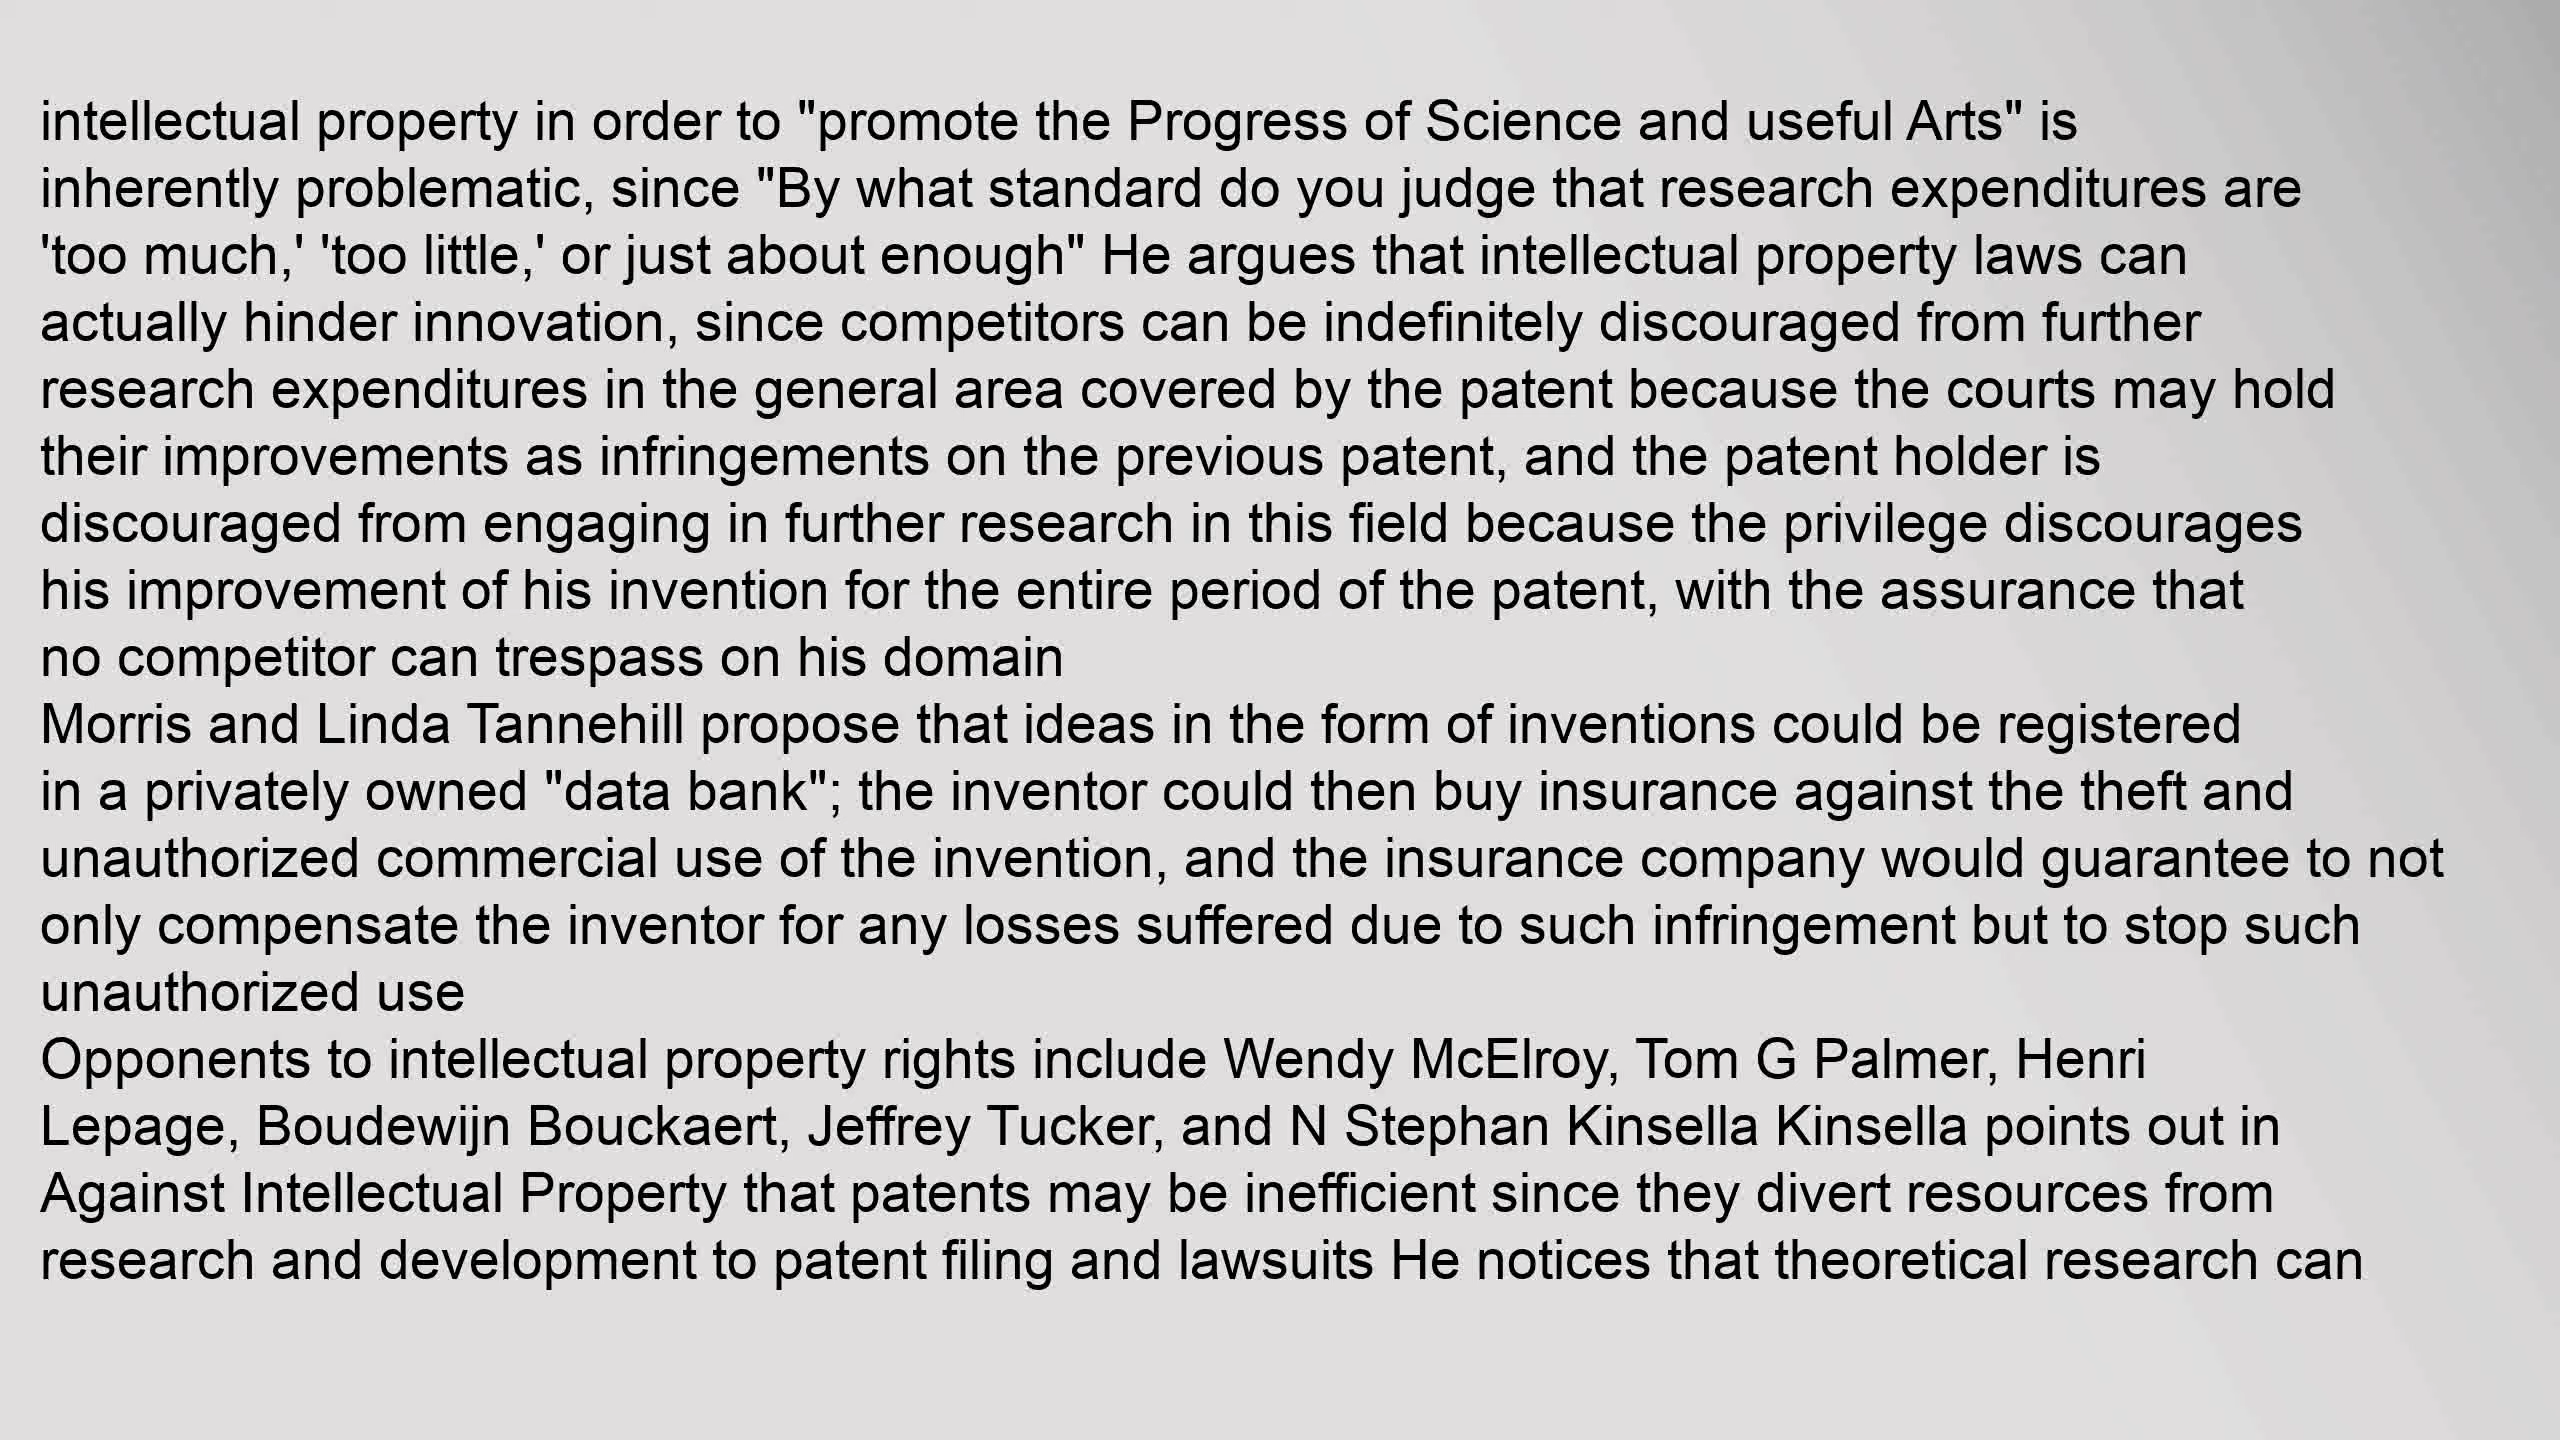 intellectual property in order to "promote the Progress of Science and useful Arts" is
inherently problematic, since "By what standard do you judge that research expenditures are
'too much,' 'too little,' or just about enough" He argues that intellectual property laws can
actually hinder innovation, since competitors can be indefinitely discouraged from further
research expenditures in the general area covered by the patent because the courts may hold
their improvements as infringements on the previous patent, and the patent holder is
discouraged from engaging in further research in this field because the privilege discourages
his improvement of his invention for the entire period of the patent, with the assurance that
no competitor can trespass on his domain
Morris and Linda Tannehill propose that ideas in the form of inventions could be registered
in a privately owned "data bank"; the inventor could then buy insurance against the theft and
unauthorized commercial use of the invention, and the insurance company would guarantee to not
only compensate the inventor for any losses suffered due to such infringement but to stop such
unauthorized use
Opponents to intellectual property rights include Wendy McElroy, Tom G Palmer, Henri
Lepage, Boudewijn Bouckaert, Jeffrey Tucker, and N Stephan Kinsella Kinsella points out in
Against Intellectual Property that patents may be inefficient since they divert resources from
research and development to patent filing and lawsuits He notices that theoretical research can